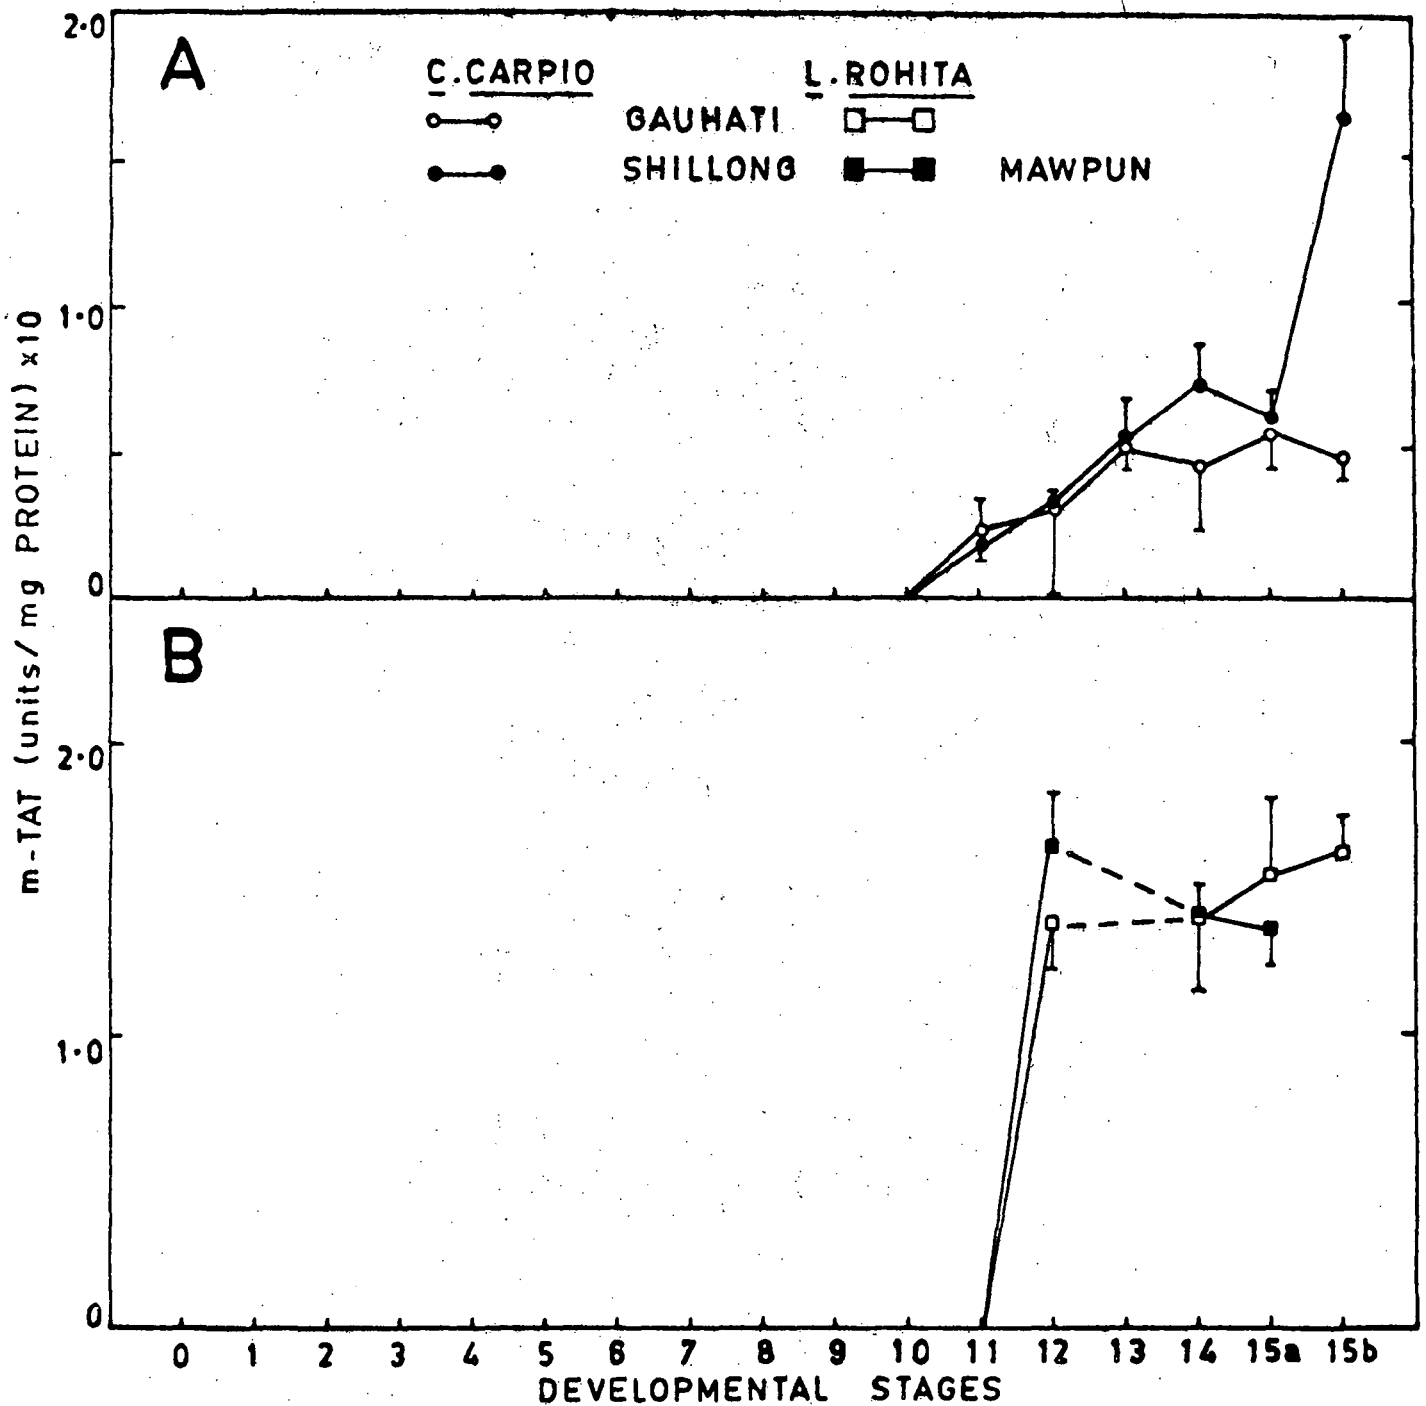 2·0
A
C.CARPIO L.ROHITA
GAUHATI
SHILLONG MAWPUN
1·0
0
m-TAT (units/mg PROTEIN) x10
B
2·0
1·0
0
0 1 2 3 4 5 6 7 8 9 10 11 12 13 14 15a 15b
DEVELOPMENTAL STAGES